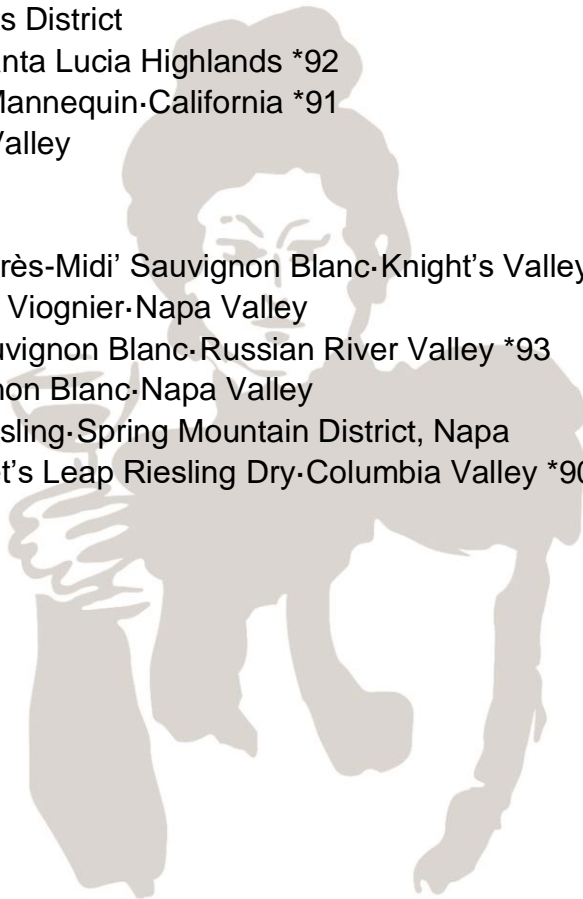 s District
nta Lucia Highlands *92
Mannequin·California *91
Valley
rès-Midi’ Sauvignon Blanc·Knight’s Valley
Viognier·Napa Valley
uvignon Blanc·Russian River Valley *93
non Blanc·Napa Valley
sling·Spring Mountain District, Napa
t’s Leap Riesling Dry·Columbia Valley *90